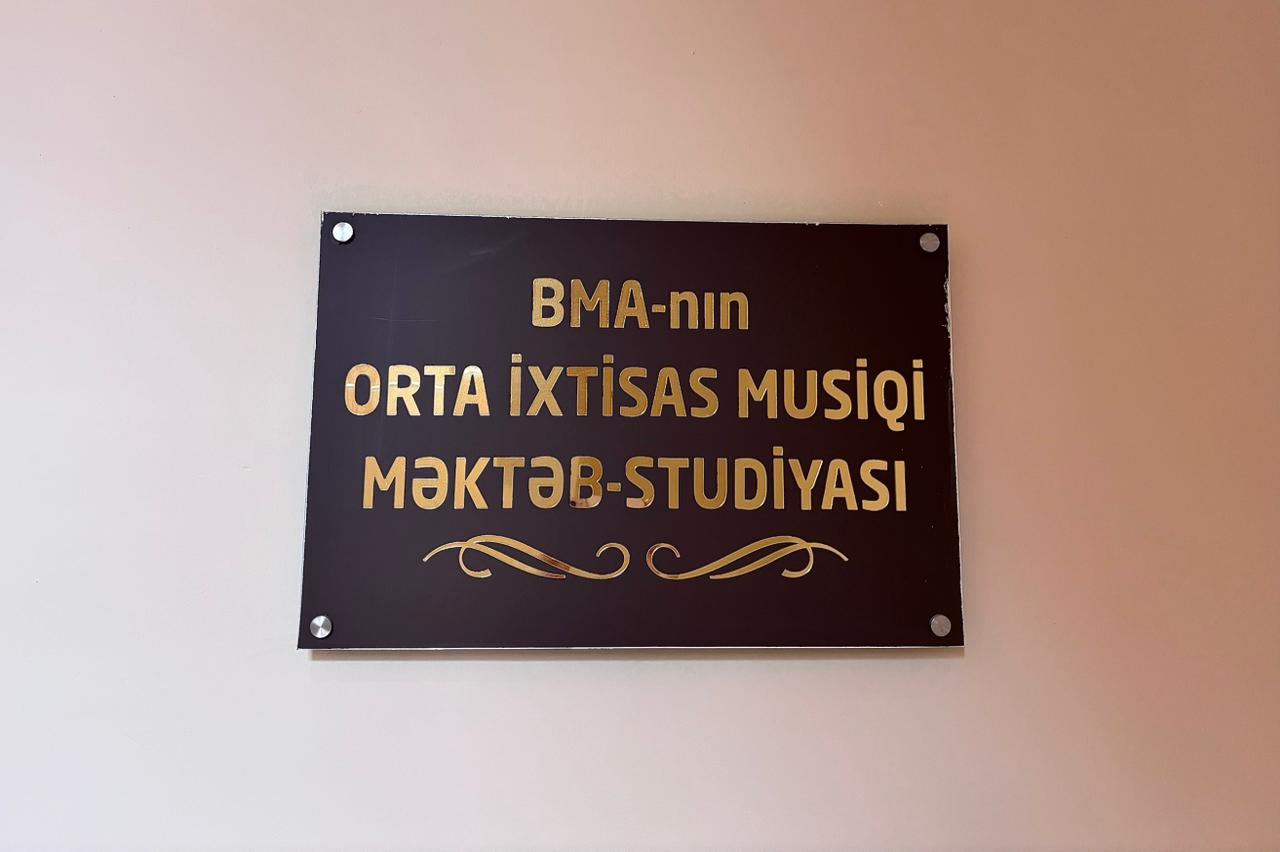 BMA-nın
ORTA İXTİSAS MUSİQİ
MƏKTƏB-STUDİYASI